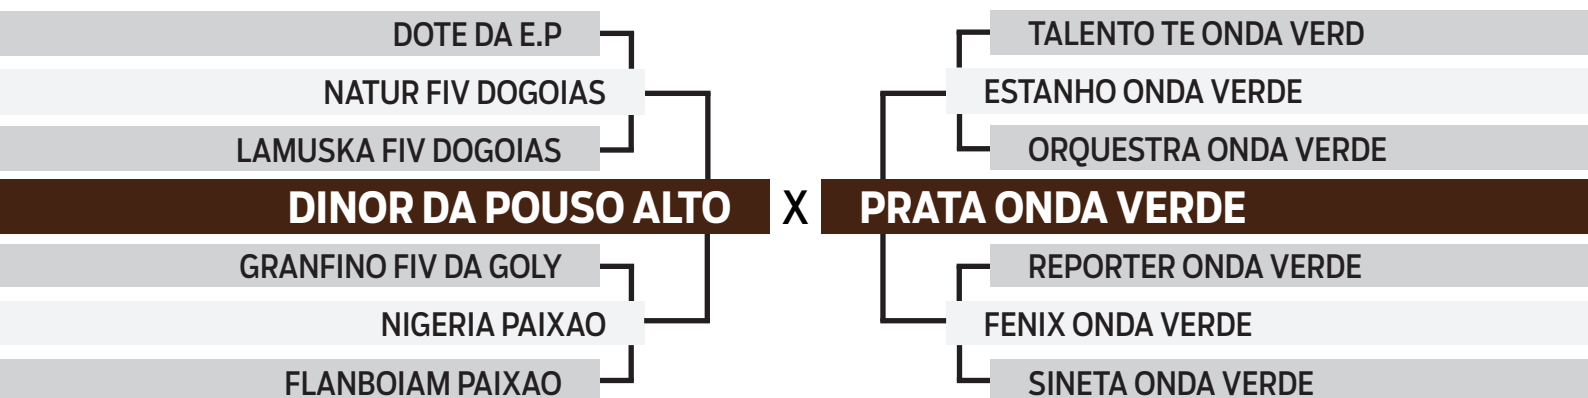 DOTE DA E.P
NATUR FIV DOGOIAS
LAMUSKA FIV DOGOIAS
TALENTO TE ONDA VERD
ESTANHO ONDA VERDE
ORQUESTRA ONDA VERDE
DINOR DA POUSO ALTO X PRATA ONDA VERDE
GRANFINO FIV DA GOLY
NIGERIA PAIXAO
FLANBOIAM PAIXAO
REPORTER ONDA VERDE
FENIX ONDA VERDE
SINETA ONDA VERDE